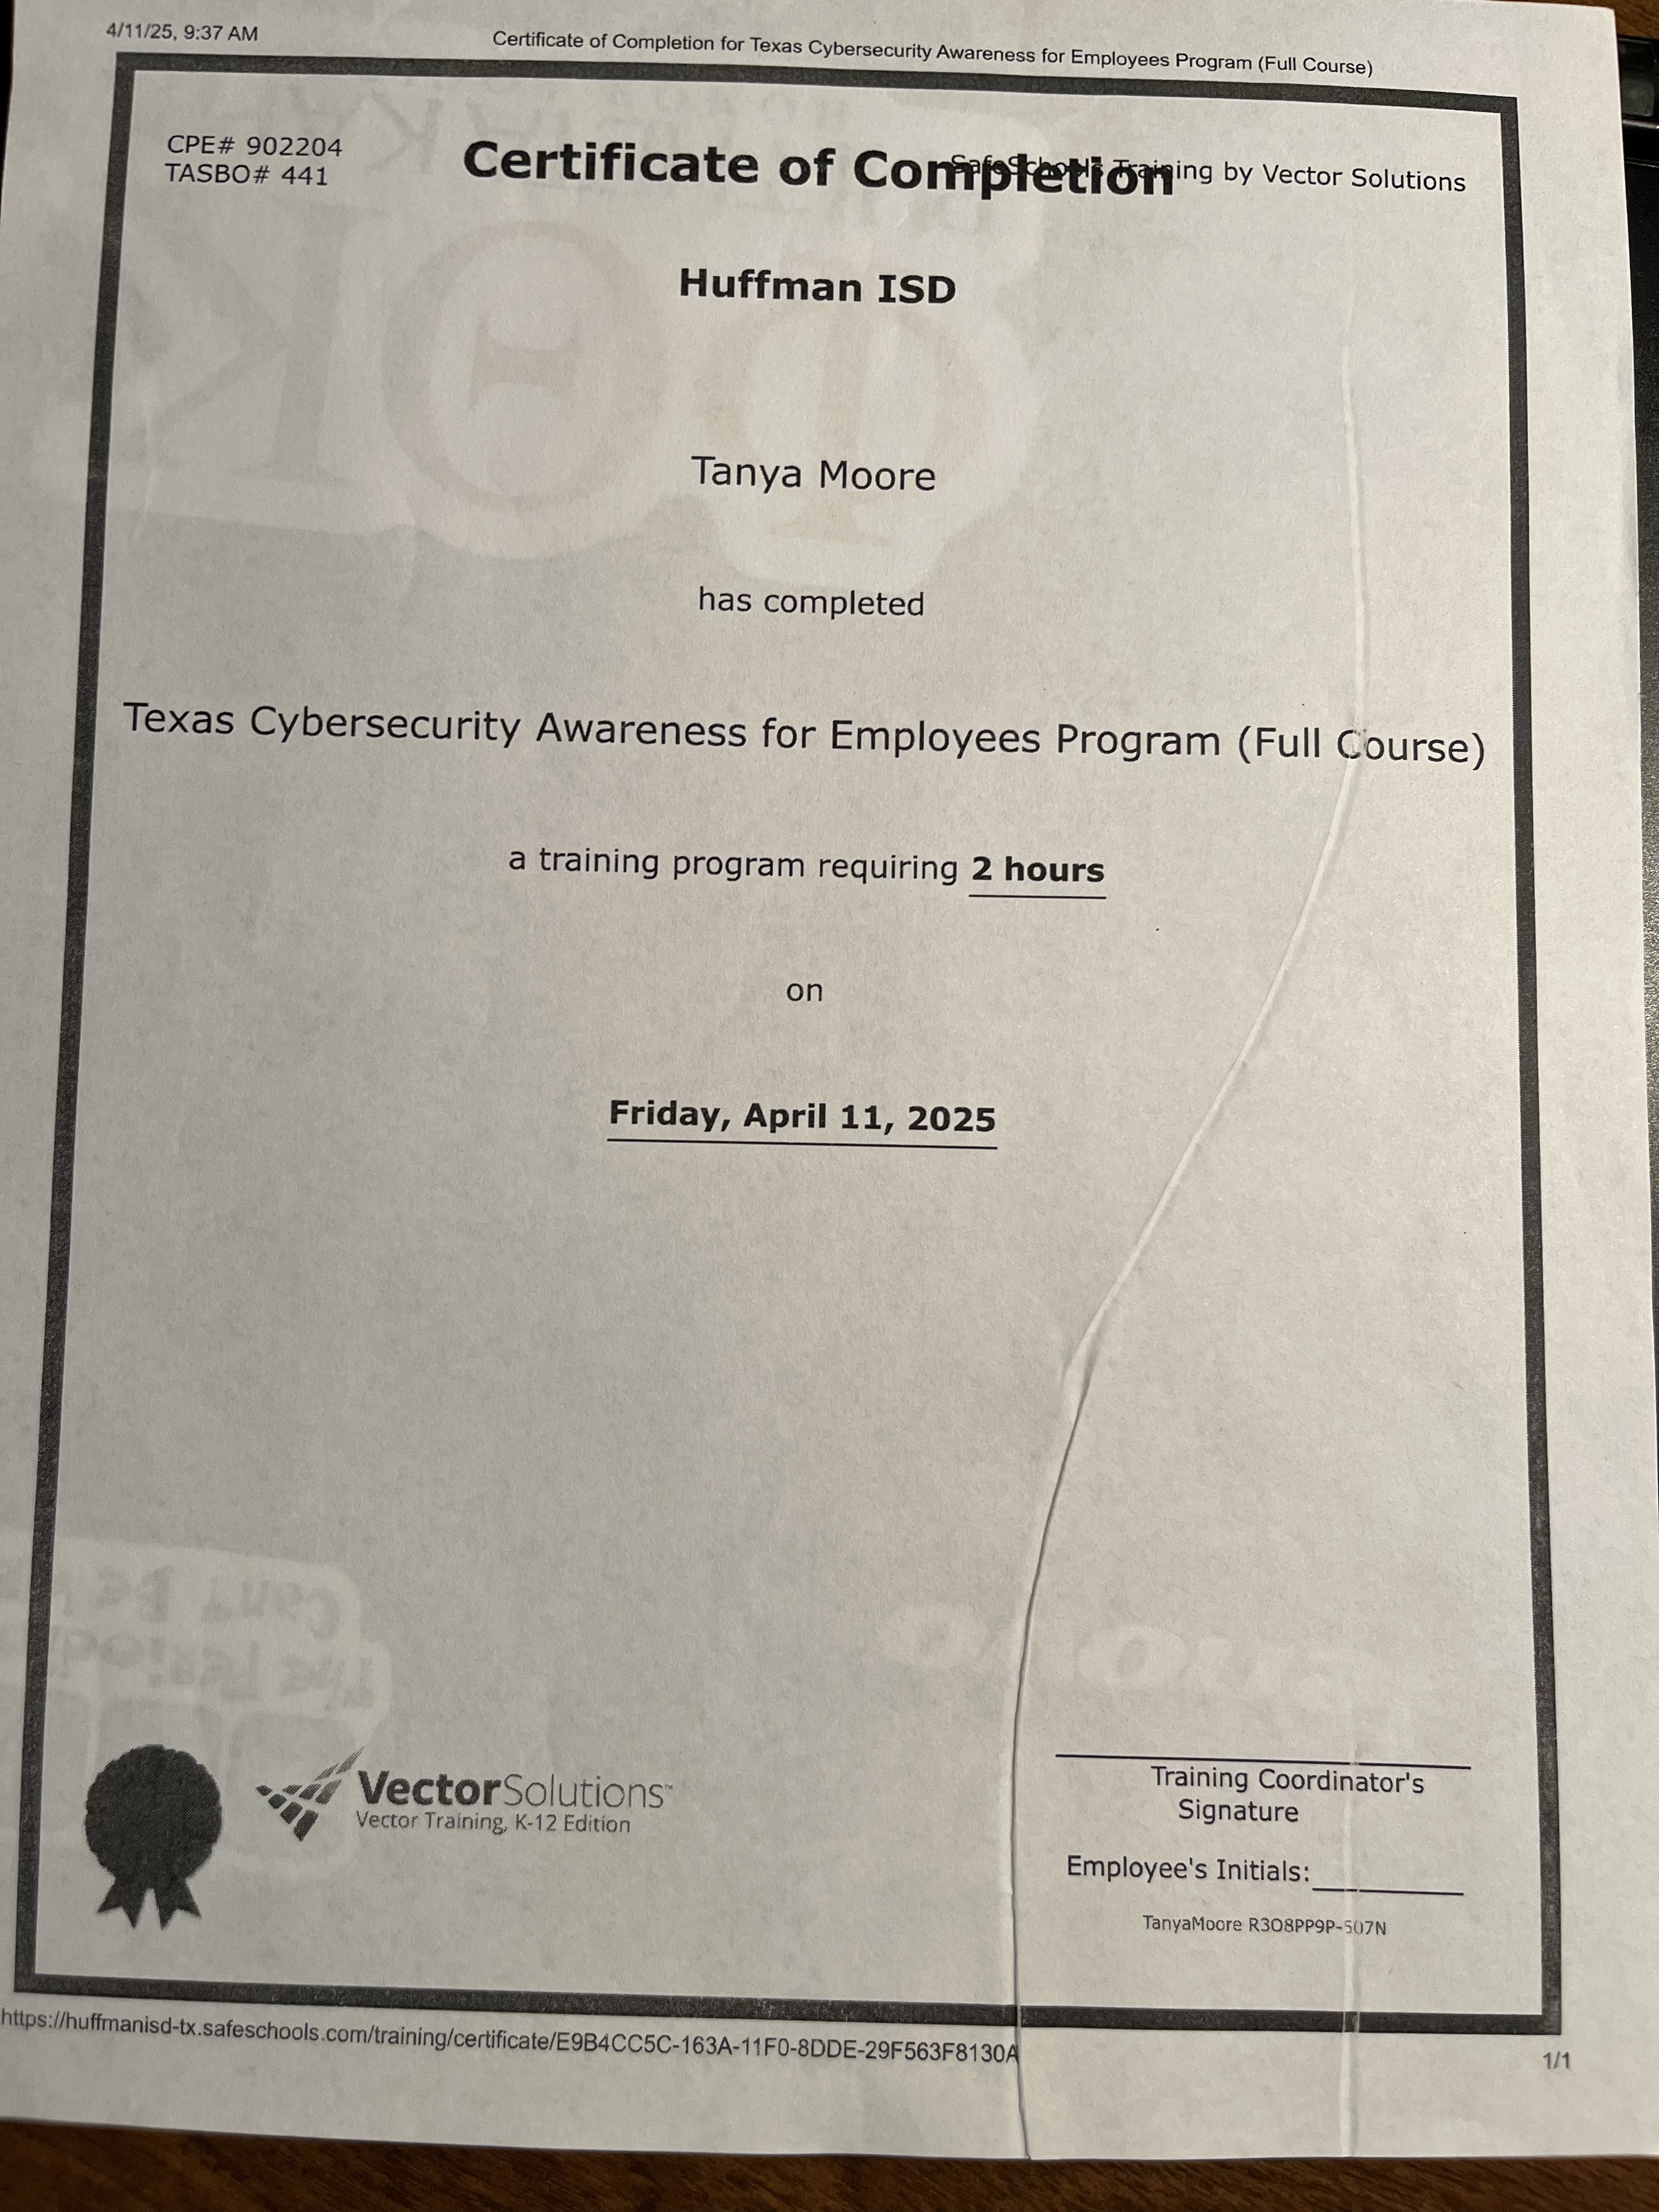 4/11/25, 9:37 AM
Certificate of Completion for Texas Cybersecurity Awareness for Employees Program (Full Course)
CPE# 902204
TASBO# 441
Certificate of Completion
SafeSchools Training by Vector Solutions
Huffman ISD
Tanya Moore
has completed
Texas Cybersecurity Awareness for Employees Program (Full Course)
a training program requiring 2 hours
on
Friday, April 11, 2025
VectorSolutions™
Vector Training, K-12 Edition
Training Coordinator's
Signature
Employee's Initials:
TanyaMoore R3O8PP9P-507N
https://huffmanisd-tx.safeschools.com/training/certificate/E9B4CC5C-163A-11F0-8DDE-29F563F8130A
1/1